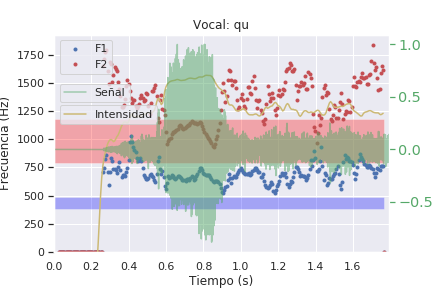 Vocal: qu
F1
F2
Señal
Intensidad
Frecuencia (Hz)
1750
1500
1250
1000
750
500
250
0
1.0
0.5
0.0
−0.5
0.0 0.2 0.4 0.6 0.8 1.0 1.2 1.4 1.6
Tiempo (s)